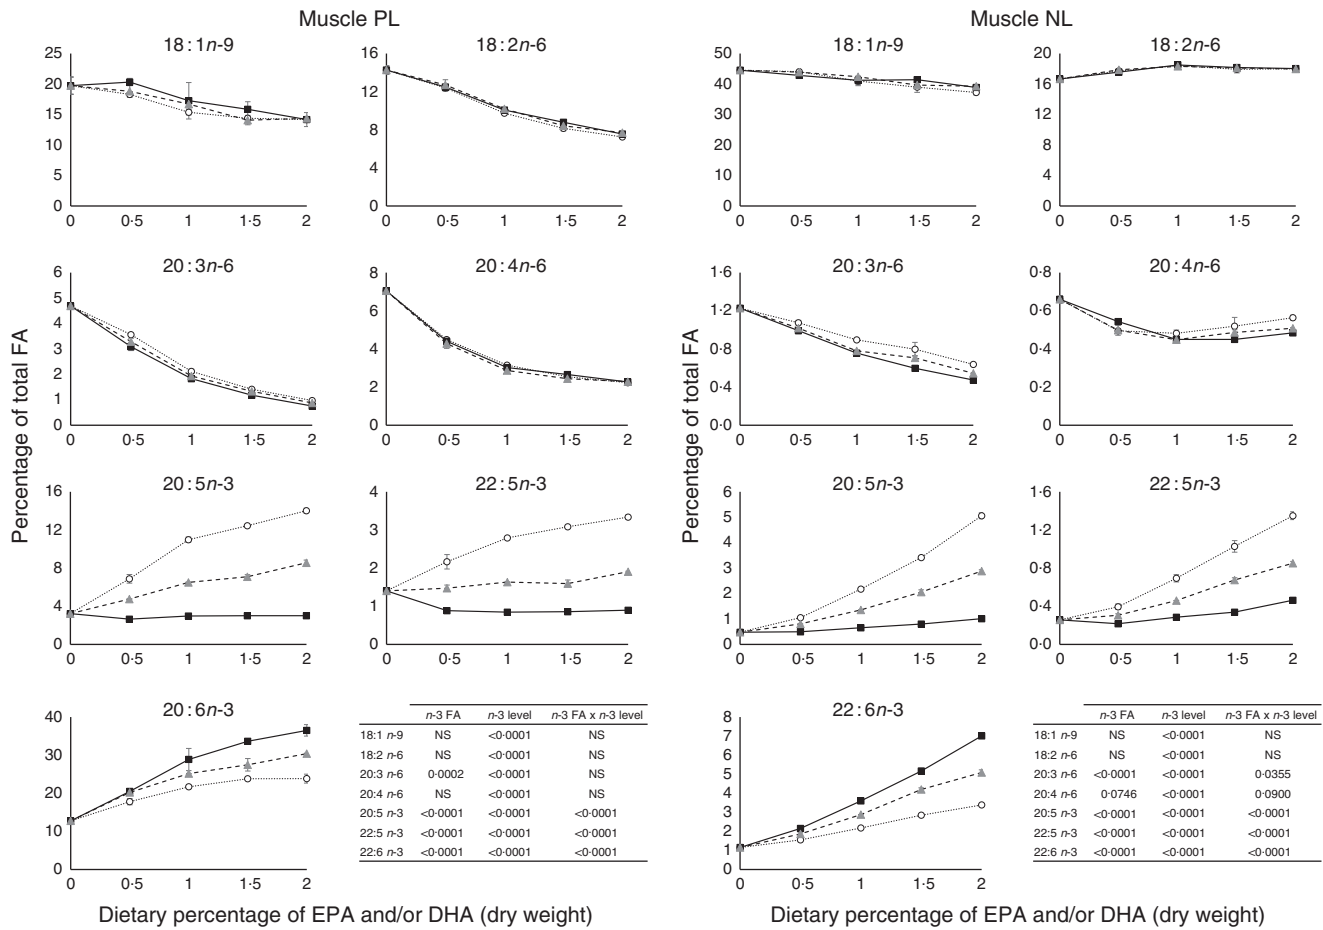 Muscle PL
Muscle NL
18:1n-9
25
20
15
10
5
0
0 0·5 1 1·5 2
18:2n-6
16
12
8
4
0
0 0·5 1 1·5 2
18:1n-9
50
40
30
20
10
0
0 0·5 1 1·5 2
18:2n-6
20
16
12
8
4
0
0 0·5 1 1·5 2
Percentage of total FA
20:3n-6
6
5
4
3
2
1
0
0 0·5 1 1·5 2
20:4n-6
8
6
4
2
0
0 0·5 1 1·5 2
Percentage of total FA
20:3n-6
1·6
1·2
0·8
0·4
0·0
0 0·5 1 1·5 2
20:4n-6
0·8
0·6
0·4
0·2
0
0 0·5 1 1·5 2
20:5n-3
16
12
8
4
0
0 0·5 1 1·5 2
22:5n-3
4
3
2
1
0
0 0·5 1 1·5 2
20:5n-3
6
5
4
3
2
1
0
0 0·5 1 1·5 2
22:5n-3
1·6
1·2
0·8
0·4
0·0
0 0·5 1 1·5 2
20:6n-3
40
30
20
10
0
0 0·5 1 1·5 2
n-3 FA n-3 level n-3 FA x n-3 level
18:1 n-9 NS <0·0001 NS
18:2 n-6 NS <0·0001 NS
20:3 n-6 0·0002 <0·0001 NS
20:4 n-6 NS <0·0001 NS
20:5 n-3 <0·0001 <0·0001 <0·0001
22:5 n-3 <0·0001 <0·0001 <0·0001
22:6 n-3 <0·0001 <0·0001 <0·0001
22:6n-3
8
7
6
5
4
3
2
1
0
0 0·5 1 1·5 2
n-3 FA n-3 level n-3 FA x n-3 level
18:1 n-9 NS <0·0001 NS
18:2 n-6 NS <0·0001 NS
20:3 n-6 <0·0001 <0·0001 0·0355
20:4 n-6 0·0746 <0·0001 0·0900
20:5 n-3 <0·0001 <0·0001 <0·0001
22:5 n-3 <0·0001 <0·0001 <0·0001
22:6 n-3 <0·0001 <0·0001 <0·0001
Dietary percentage of EPA and/or DHA (dry weight)
Dietary percentage of EPA and/or DHA (dry weight)